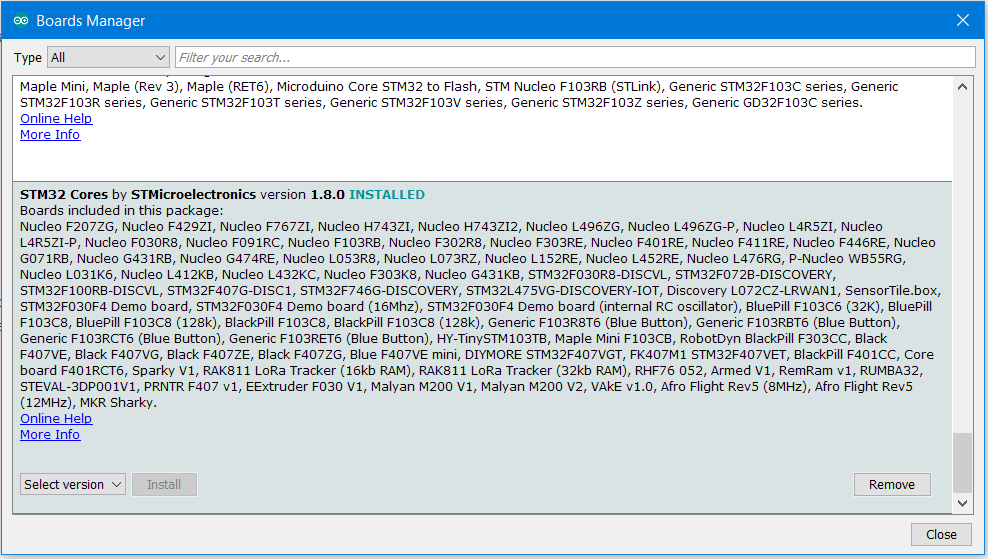 Boards Manager
Type All Filter your search...
Maple Mini, Maple (Rev 3), Maple (RET6), Microduino Core STM32 to Flash, STM Nucleo F103RB (STLink), Generic STM32F103C series, Generic
STM32F103R series, Generic STM32F103T series, Generic STM32F103V series, Generic STM32F103Z series, Generic GD32F103C series.
Online Help
More Info
STM32 Cores by STMicroelectronics version 1.8.0 INSTALLED
Boards included in this package:
Nucleo F207ZG, Nucleo F429ZI, Nucleo F767ZI, Nucleo H743ZI, Nucleo H743ZI2, Nucleo L496ZG, Nucleo L496ZG-P, Nucleo L4R5ZI, Nucleo
L4R5ZI-P, Nucleo F030R8, Nucleo F091RC, Nucleo F103RB, Nucleo F302R8, Nucleo F303RE, Nucleo F401RE, Nucleo F411RE, Nucleo F446RE, Nucleo
G071RB, Nucleo G431RB, Nucleo G474RE, Nucleo L053R8, Nucleo L073RZ, Nucleo L152RE, Nucleo L452RE, Nucleo L476RG, P-Nucleo WB55RG,
Nucleo L031K6, Nucleo L412KB, Nucleo L432KC, Nucleo F303K8, Nucleo G431KB, STM32F030R8-DISCVL, STM32F072B-DISCOVERY,
STM32F100RB-DISCVL, STM32F407G-DISC1, STM32F746G-DISCOVERY, STM32L475VG-DISCOVERY-IOT, Discovery L072CZ-LRWAN1, SensorTile.box,
STM32F030F4 Demo board, STM32F030F4 Demo board (16Mhz), STM32F030F4 Demo board (internal RC oscillator), BluePill F103C6 (32K), BluePill
F103C8, BluePill F103C8 (128k), BlackPill F103C8, BlackPill F103C8 (128k), Generic F103R8T6 (Blue Button), Generic F103RBT6 (Blue Button),
Generic F103RCT6 (Blue Button), Generic F103RET6 (Blue Button), HY-TinySTM103TB, Maple Mini F103CB, RobotDyn BlackPill F303CC, Black
F407VE, Black F407VG, Black F407ZE, Black F407ZG, Blue F407VE mini, DIYMORE STM32F407VGT, FK407M1 STM32F407VET, BlackPill F401CC, Core
board F401RCT6, Sparky V1, RAK811 LoRa Tracker (16kb RAM), RAK811 LoRa Tracker (32kb RAM), RHF76 052, Armed V1, RemRam v1, RUMBA32,
STEVAL-3DP001V1, PRNTR F407 v1, EExtruder F030 V1, Malyan M200 V1, Malyan M200 V2, VAkE v1.0, Afro Flight Rev5 (8MHz), Afro Flight Rev5
(12MHz), MKR Sharky.
Online Help
More Info
Select version Install Remove
Close